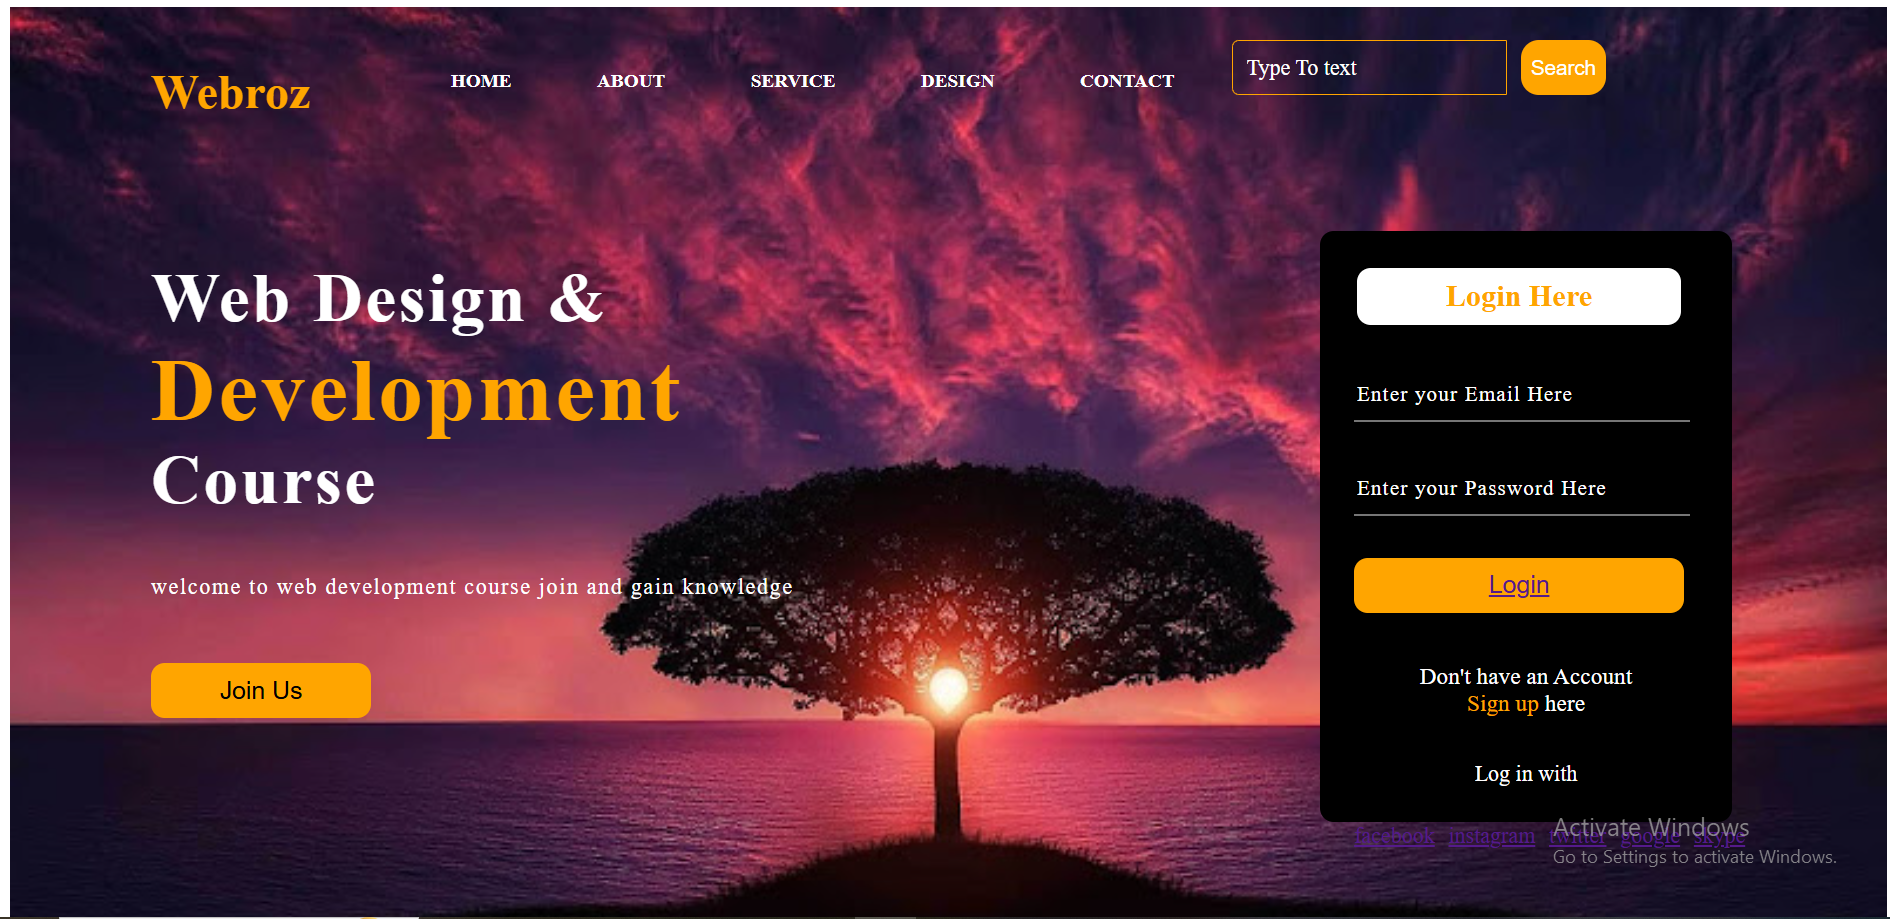 Webroz
HOME ABOUT SERVICE DESIGN CONTACT
Type To text
Search
Web Design &
Development
Course
welcome to web development course join and gain knowledge
Join Us
Login Here
Enter your Email Here
Enter your Password Here
Login
Don't have an Account
Sign up here
Log in with
facebook instagram twitter google skype
Activate Windows
Go to Settings to activate Windows.